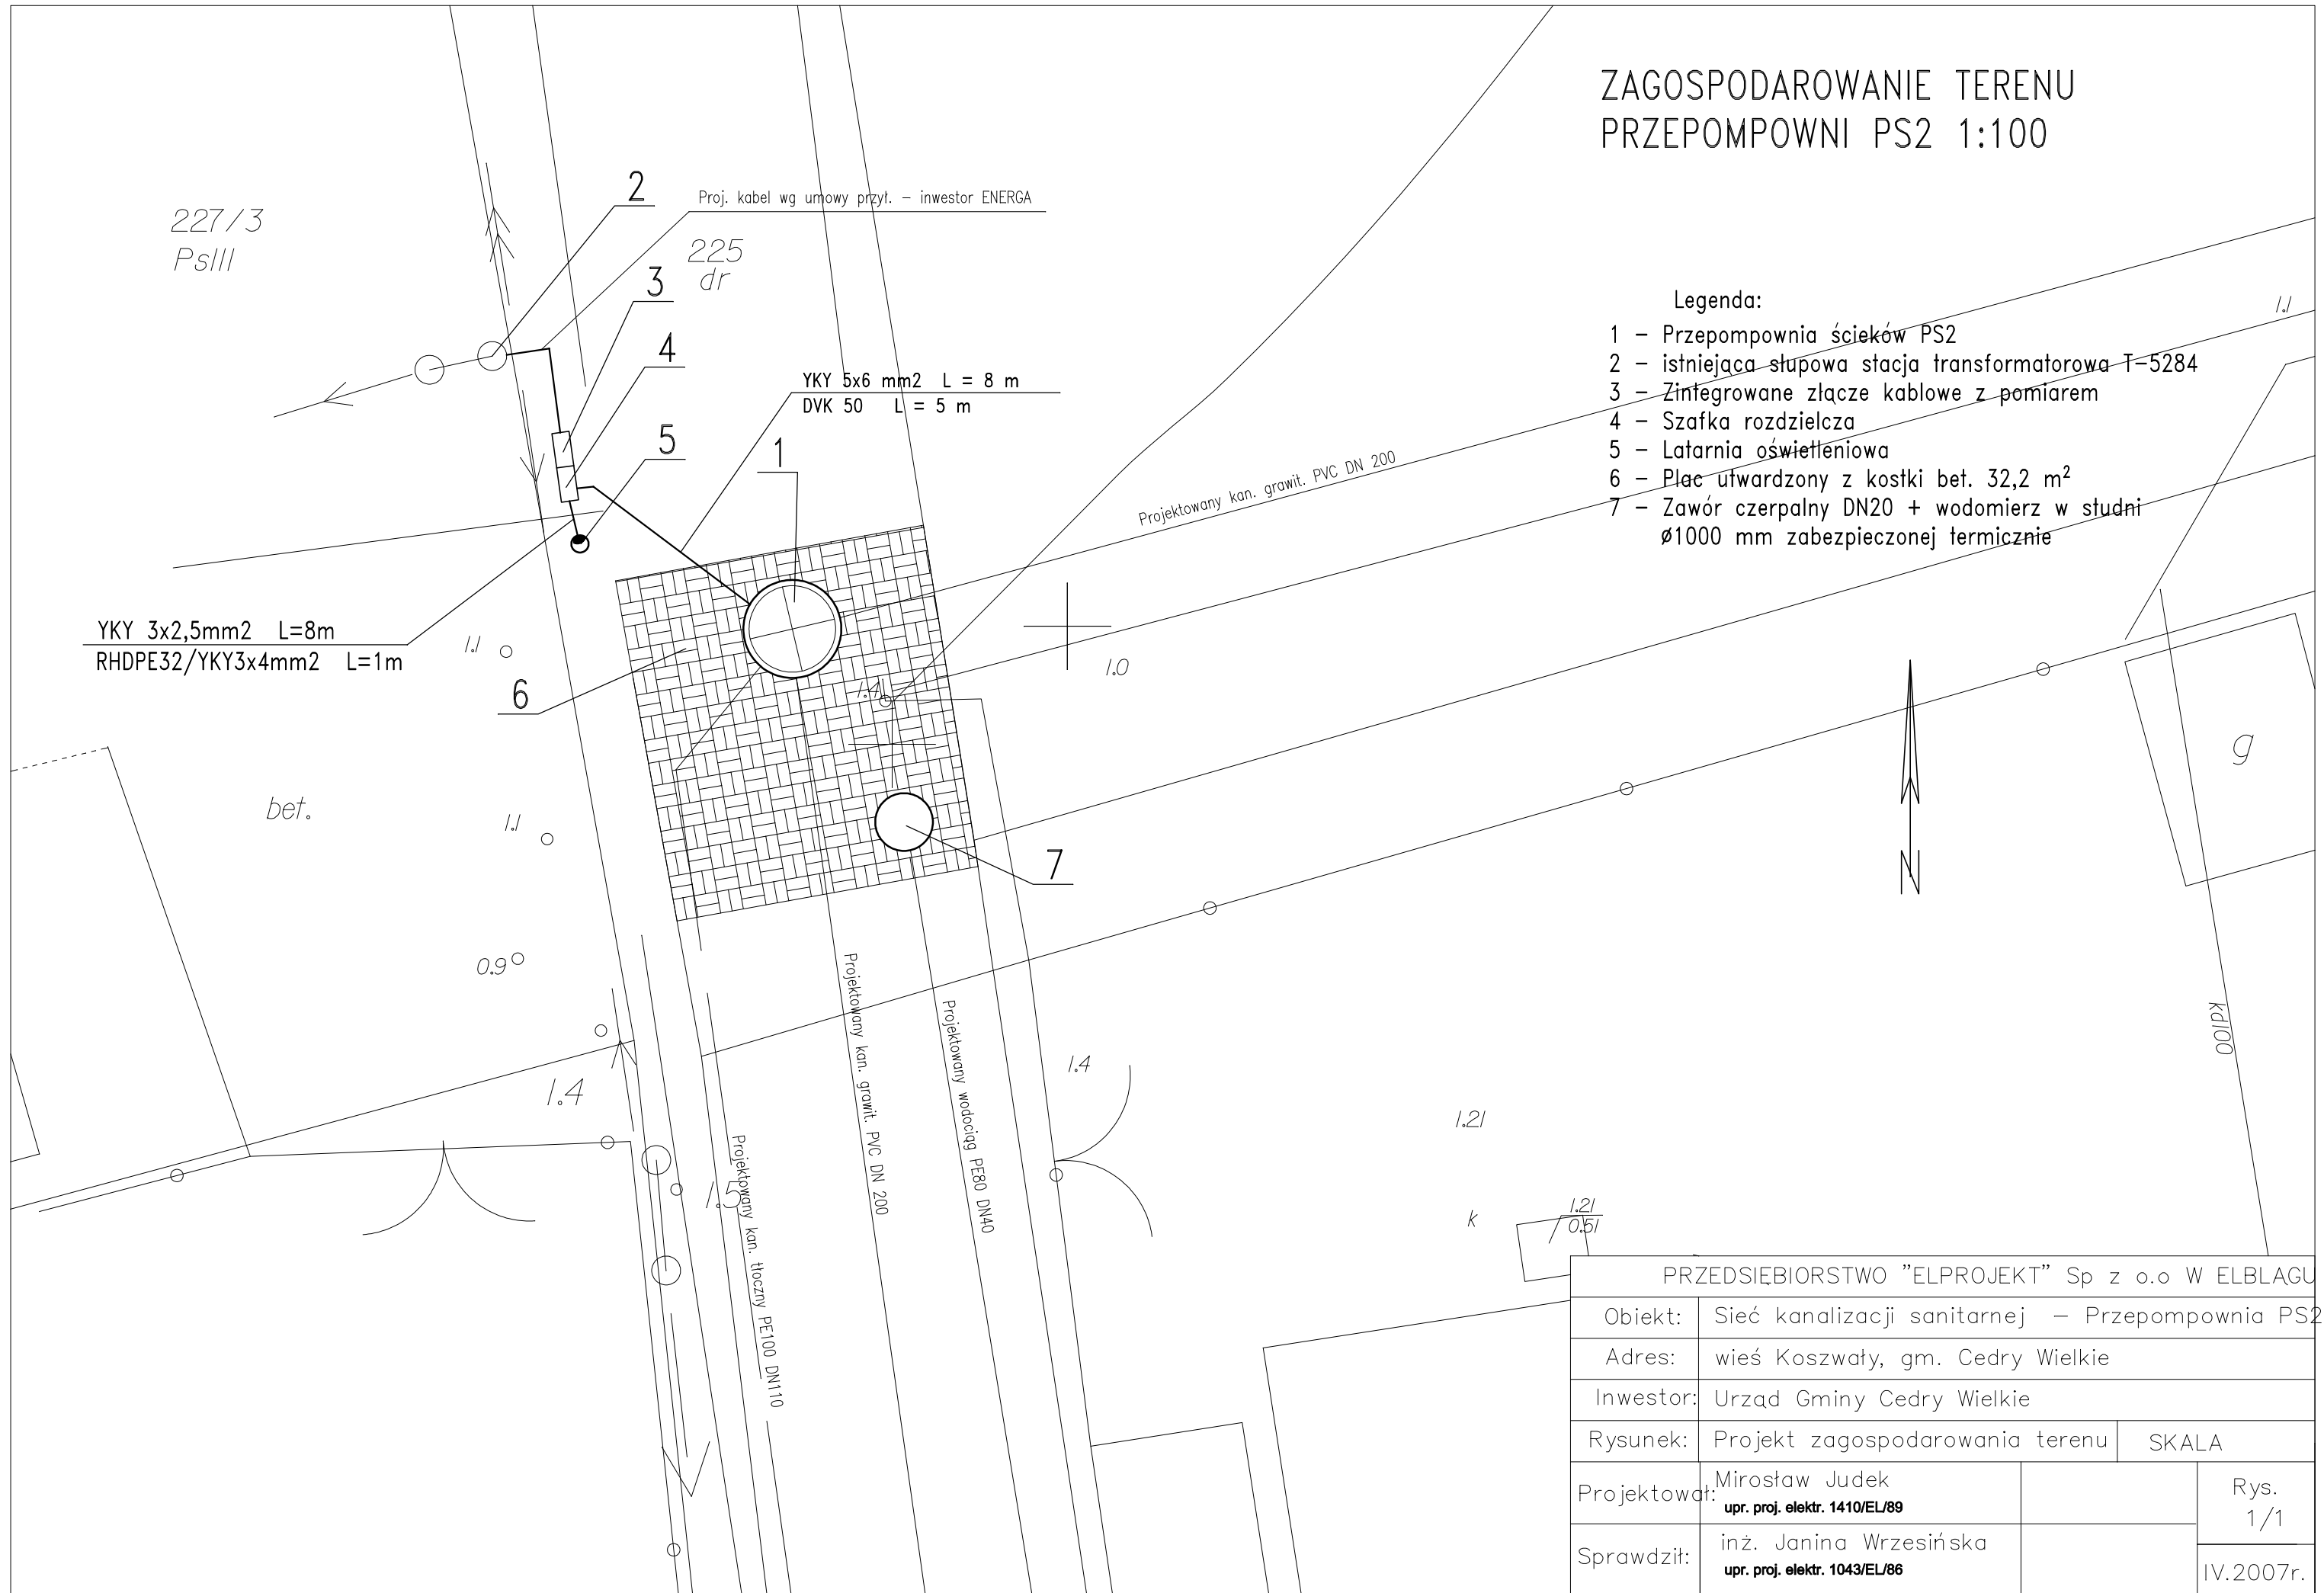 ZAGOSPODAROWANIE TERENU
PRZEPOMPOWNI PS2 1:100
227/3
PsIII
2
Proj. kabel wg umowy przył. – inwestor ENERGA
225
dr
3
4
YKY 5x6 mm2 L = 8 m
DVK 50 L = 5 m
5
1
Legenda:
1 – Przepompownia ścieków PS2
2 – istniejąca słupowa stacja transformatorowa T–5284
3 – Zintegrowane złącze kablowe z pomiarem
4 – Szafka rozdzielcza
5 – Latarnia oświetleniowa
6 – Plac utwardzony z kostki bet. 32,2 m²
7 – Zawór czerpalny DN20 + wodomierz w studni
ø1000 mm zabezpieczonej termicznie
1.1
Projektowany kan. grawit. PVC DN 200
YKY 3x2,5mm2 L=8m
RHDPE32/YKY3x4mm2 L=1m
1.1
6
1.4
1.0
g
bet.
1.1
7
N
0.9
1.4
1.5
Projektowany kan. tłoczny PE100 DN110
Projektowany kan. grawit. PVC DN 200
Projektowany wodociąg PE80 DN40
1.4
kd100
1.21
k
1.21
0.51
PRZEDSIĘBIORSTWO "ELPROJEKT" Sp z o.o W ELBLĄGU
Obiekt: Sieć kanalizacji sanitarnej – Przepompownia PS2
Adres: wieś Koszwały, gm. Cedry Wielkie
Inwestor: Urząd Gminy Cedry Wielkie
Rysunek: Projekt zagospodarowania terenu SKALA
Projektował: Mirosław Judek
upr. proj. elektr. 1410/EL/89
Rys.
1/1
Sprawdził: inż. Janina Wrzesińska
upr. proj. elektr. 1043/EL/86
IV.2007r.